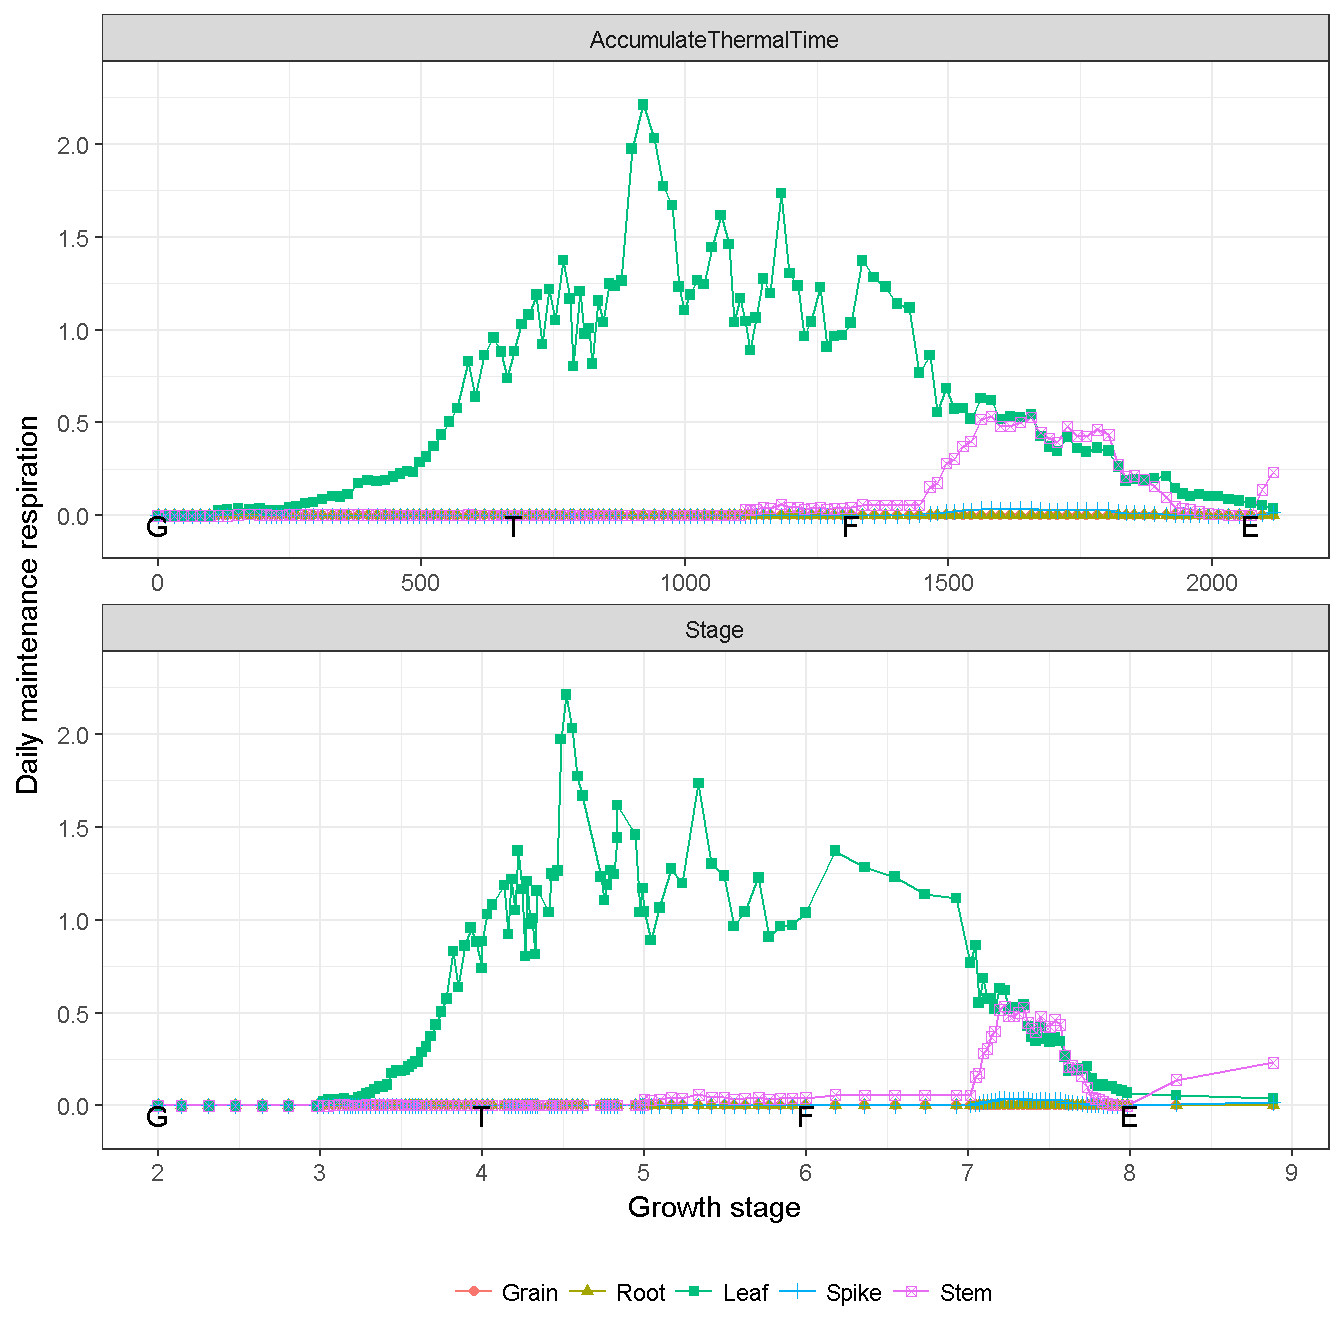 AccumulateThermalTime
2.0
1.5
1.0
0.5
0.0
G T F E
0 500 1000 1500 2000
Daily maintenance respiration
Stage
2.0
1.5
1.0
0.5
0.0
G T F E
2 3 4 5 6 7 8 9
Growth stage
Grain Root Leaf Spike Stem